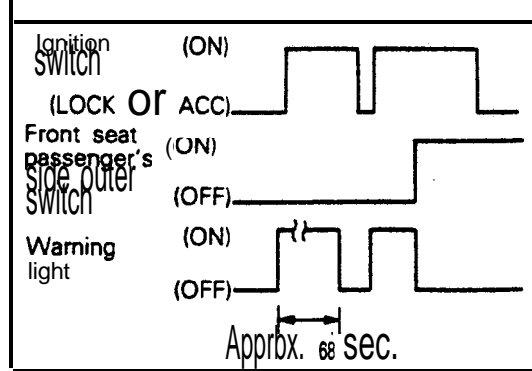 Ignition (ON)
switch
(LOCK or ACC)
Front seat
passenger's (ON)
side outer
switch (OFF)
Warning (ON)
light
(OFF)
Apprbx. 68 sec.